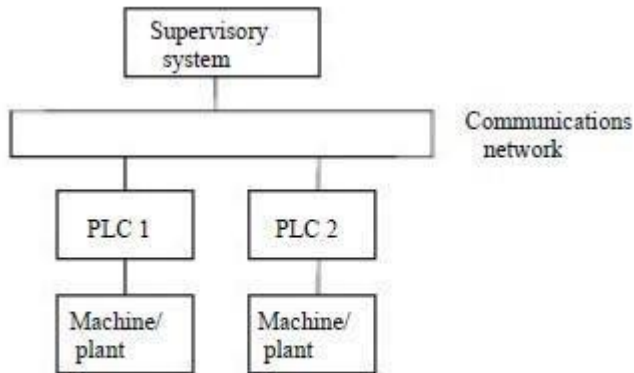 Supervisory
system
Communications
network
PLC 1
PLC 2
Machine/
plant
Machine/
plant